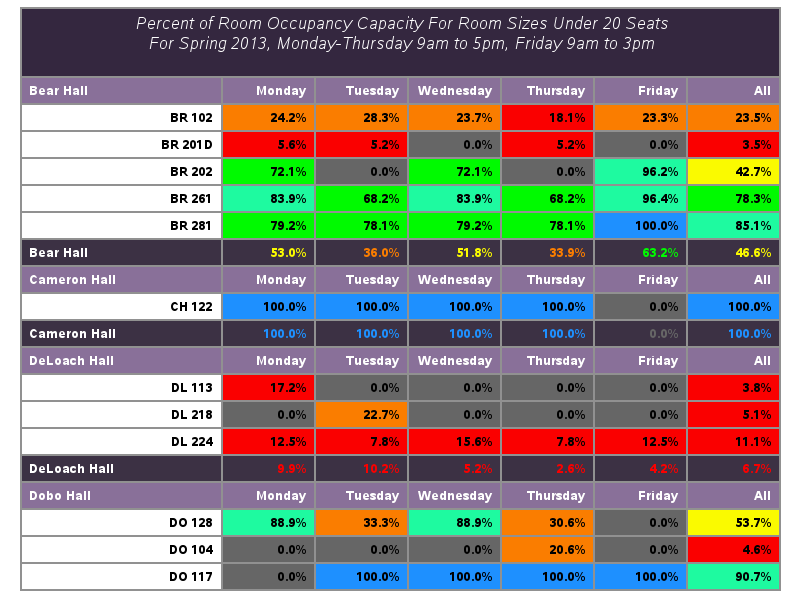 Percent of Room Occupancy Capacity For Room Sizes Under 20 Seats
For Spring 2013, Monday-Thursday 9am to 5pm, Friday 9am to 3pm
Bear Hall Monday Tuesday Wednesday Thursday Friday All
BR 102 24.2% 28.3% 23.7% 18.1% 23.3% 23.5%
BR 201D 5.6% 5.2% 0.0% 5.2% 0.0% 3.5%
BR 202 72.1% 0.0% 72.1% 0.0% 96.2% 42.7%
BR 261 83.9% 68.2% 83.9% 68.2% 96.4% 78.3%
BR 281 79.2% 78.1% 79.2% 78.1% 100.0% 85.1%
Bear Hall 53.0% 36.0% 51.8% 33.9% 63.2% 46.6%
Cameron Hall Monday Tuesday Wednesday Thursday Friday All
CH 122 100.0% 100.0% 100.0% 100.0% 0.0% 100.0%
Cameron Hall 100.0% 100.0% 100.0% 100.0% 0.0% 100.0%
DeLoach Hall Monday Tuesday Wednesday Thursday Friday All
DL 113 17.2% 0.0% 0.0% 0.0% 0.0% 3.8%
DL 218 0.0% 22.7% 0.0% 0.0% 0.0% 5.1%
DL 224 12.5% 7.8% 15.6% 7.8% 12.5% 11.1%
DeLoach Hall 9.9% 10.2% 5.2% 2.6% 4.2% 6.7%
Dobo Hall Monday Tuesday Wednesday Thursday Friday All
DO 128 88.9% 33.3% 88.9% 30.6% 0.0% 53.7%
DO 104 0.0% 0.0% 0.0% 20.6% 0.0% 4.6%
DO 117 0.0% 100.0% 100.0% 100.0% 100.0% 90.7%